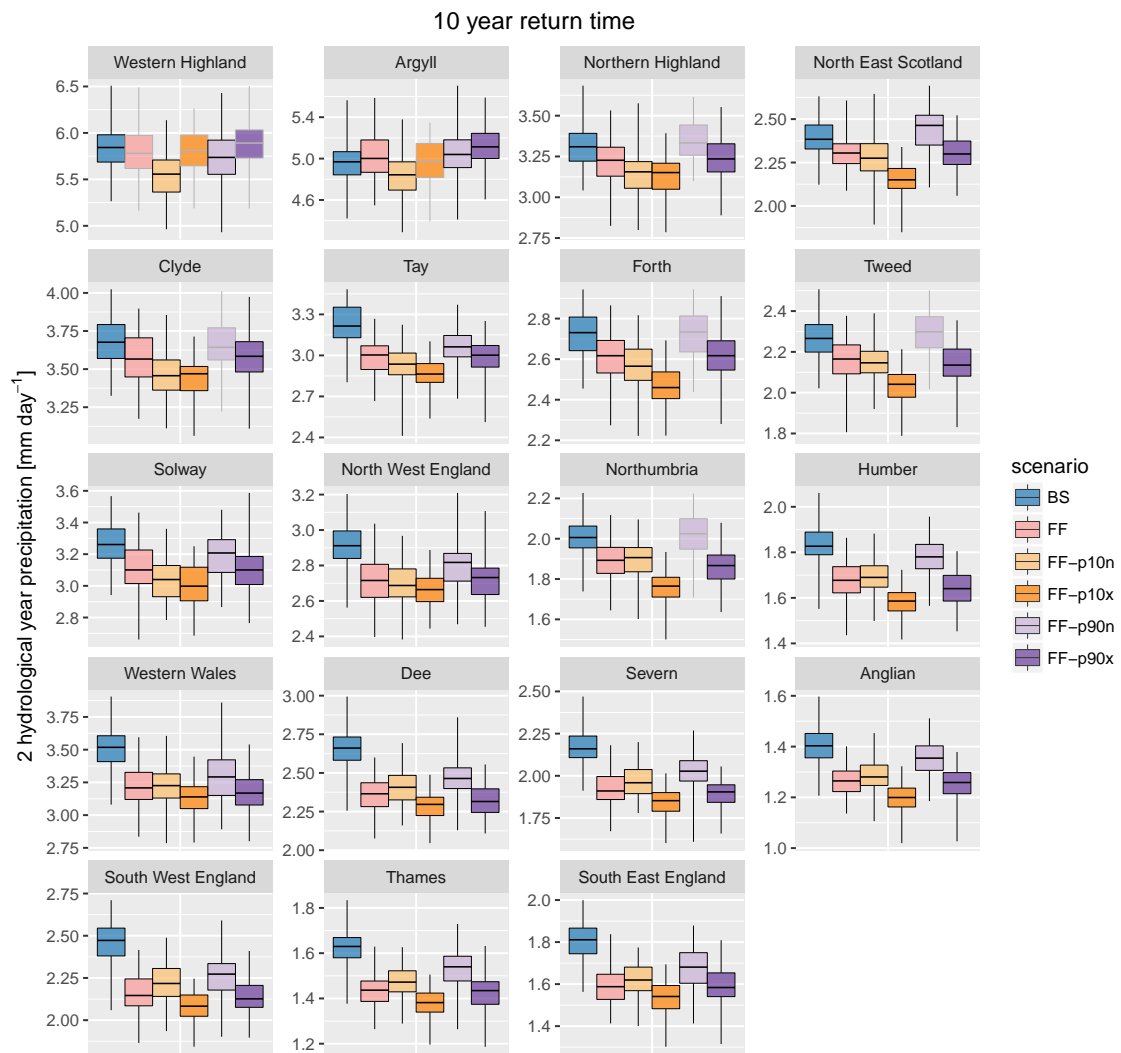 10 year return time
Western Highland
Argyll
Northern Highland
North East Scotland
6.5
6.0
5.5
5.0
5.4
5.0
4.6
3.50
3.25
3.00
2.75
2.50
2.25
2.00
Clyde
Tay
Forth
Tweed
4.00
3.75
3.50
3.25
3.3
3.0
2.7
2.4
2.8
2.6
2.4
2.2
2.4
2.2
2.0
1.8
2 hydrological year precipitation [mm day−1]
Solway
North West England
Northumbria
Humber
3.6
3.4
3.2
3.0
2.8
3.2
3.0
2.8
2.6
2.4
2.2
2.0
1.8
1.6
2.0
1.8
1.6
1.4
scenario
BS
FF
FF−p10n
FF−p10x
FF−p90n
FF−p90x
Western Wales
Dee
Severn
Anglian
3.75
3.50
3.25
3.00
2.75
3.00
2.75
2.50
2.25
2.00
2.50
2.25
2.00
1.75
1.6
1.4
1.2
1.0
South West England
Thames
South East England
2.75
2.50
2.25
2.00
1.8
1.6
1.4
1.2
2.0
1.8
1.6
1.4